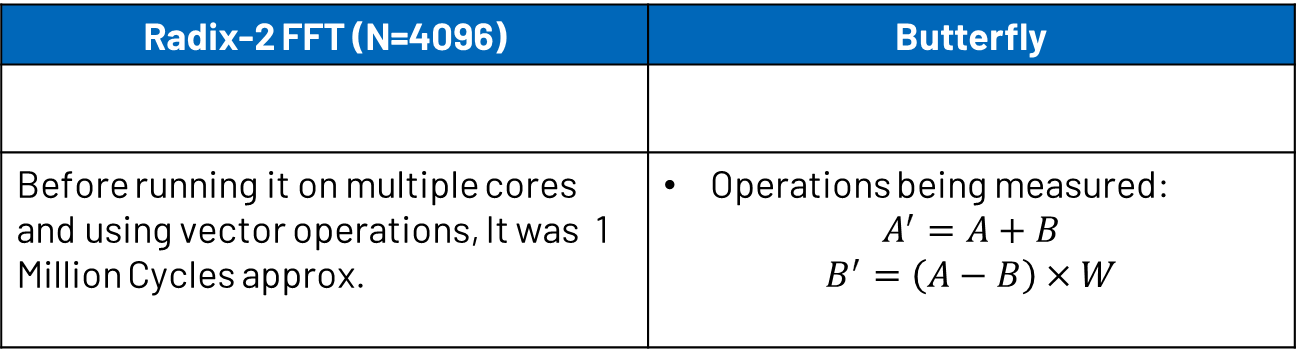 Radix-2 FFT (N=4096)
Butterfly
Before running it on multiple cores
and using vector operations, It was 1
Million Cycles approx.
• Operations being measured:
A′ = A + B
B′ = (A − B) × W